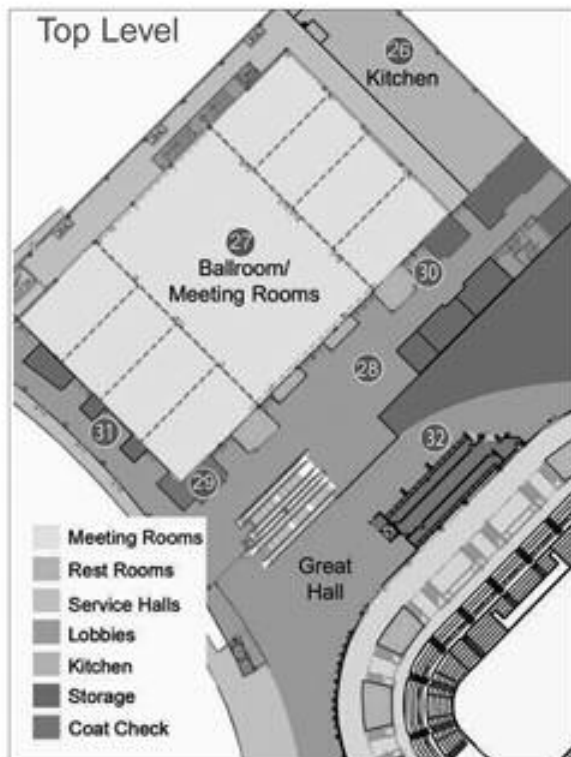 Top Level
26
Kitchen
27
Ballroom/
Meeting Rooms
30
28
31
32
29
Great
Hall
Meeting Rooms
Rest Rooms
Service Halls
Lobbies
Kitchen
Storage
Coat Check